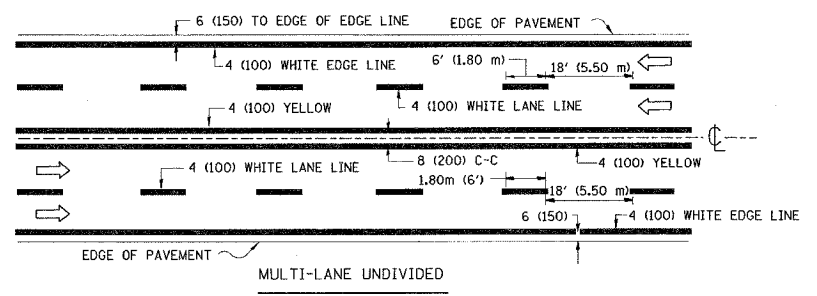 6 (150) TO EDGE OF EDGE LINE
EDGE OF PAVEMENT
4 (100) WHITE EDGE LINE
6' (1.80 m)
18' (5.50 m)
4 (100) YELLOW
4 (100) WHITE LANE LINE
℄
4 (100) WHITE LANE LINE
8 (200) C-C
4 (100) YELLOW
1.80m (6')
18' (5.50 m)
6 (150)
4 (100) WHITE EDGE LINE
EDGE OF PAVEMENT
MULTI-LANE UNDIVIDED